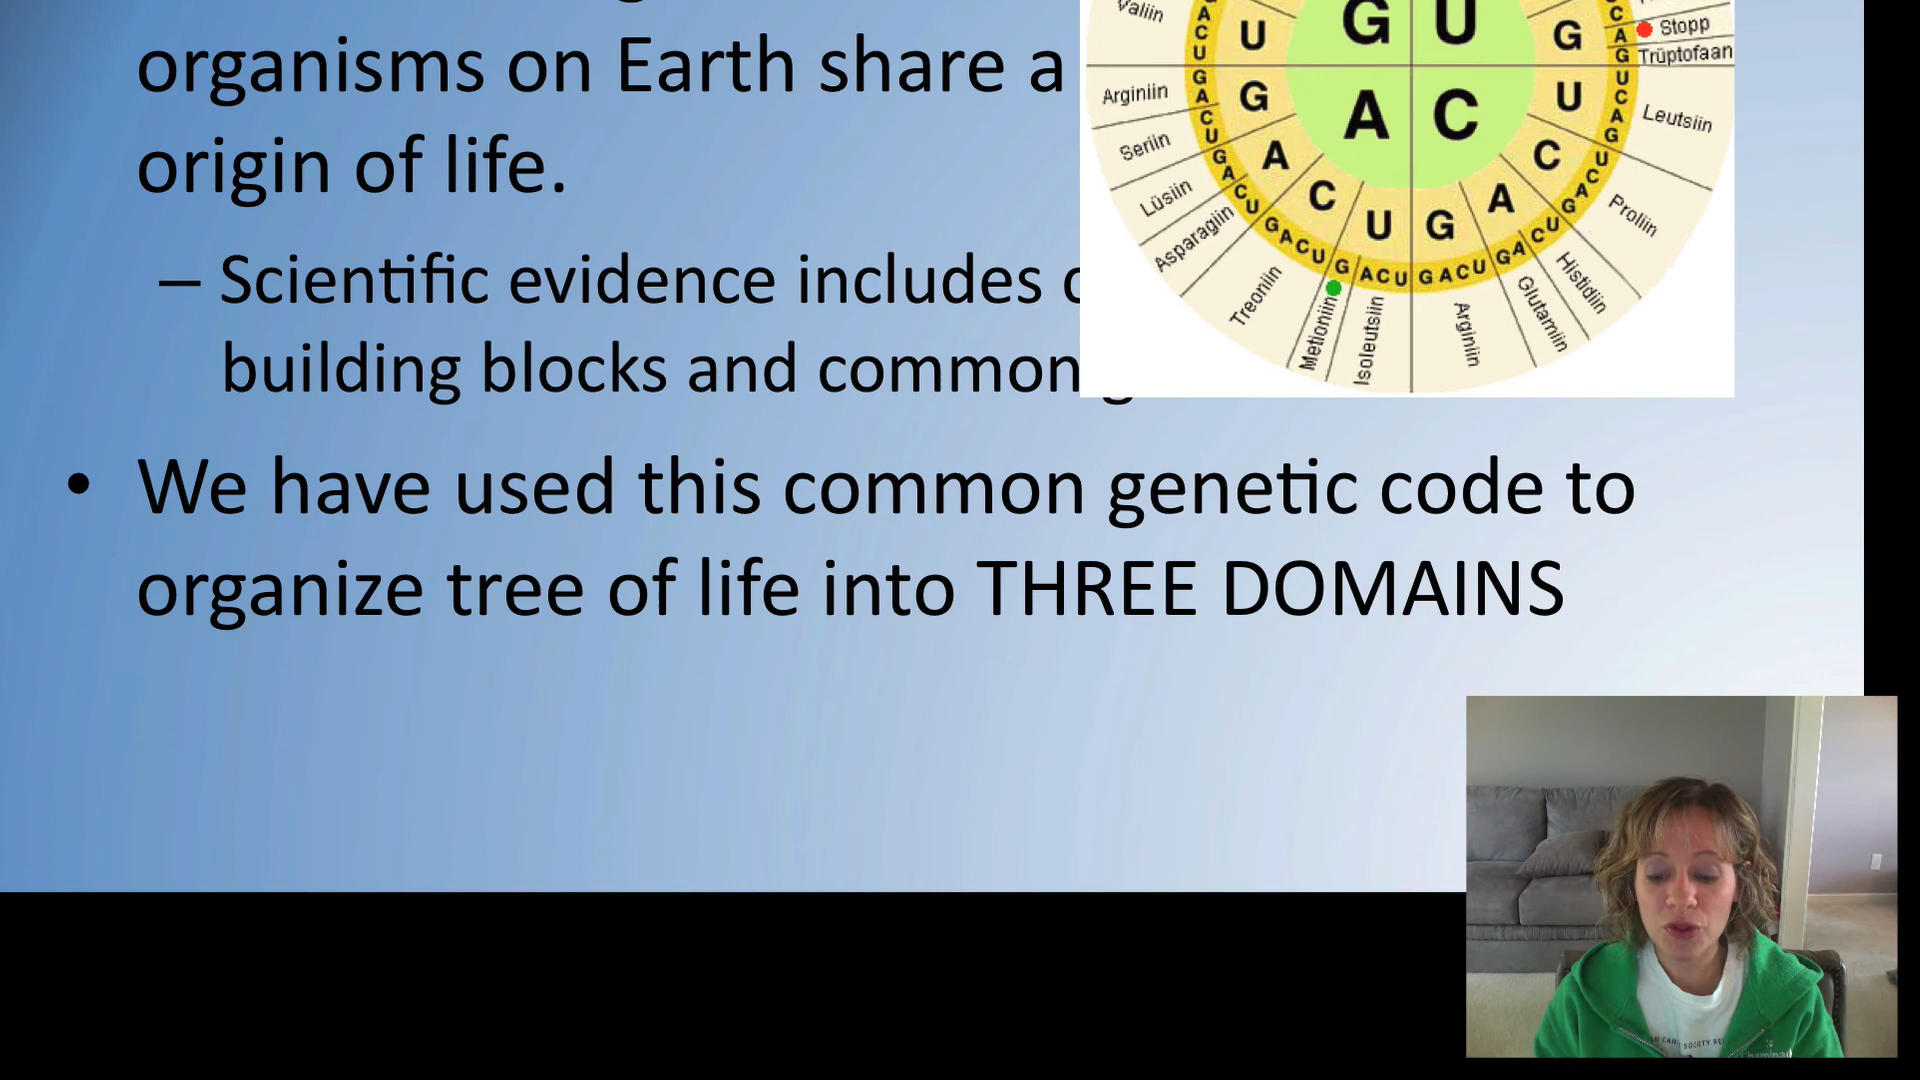 organisms on Earth share a
origin of life.
– Scientific evidence includes
building blocks and common
• We have used this common genetic code to
organize tree of life into THREE DOMAINS
Valiin
Arginiin
Seriin
Lüsiin
Asparagiin
Treoniin
Metioniin
Isoleutsiin
Arginiin
Glutamiin
Histidiin
Proliin
Leutsiin
Trüptofaan
Stopp
G U
A C
U G A C U G A C C U G
SOCIETY